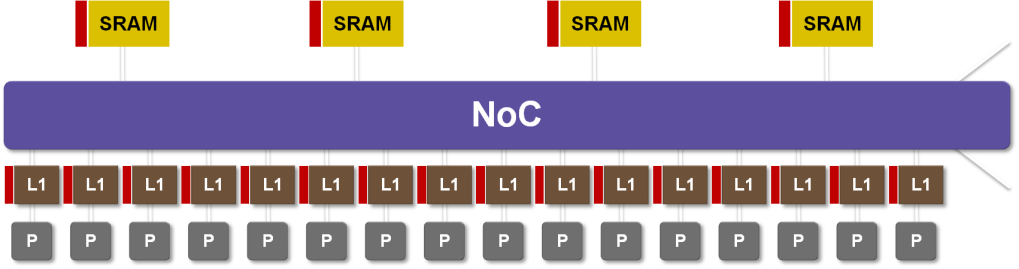 SRAM SRAM SRAM SRAM
NoC
L1 L1 L1 L1 L1 L1 L1 L1 L1 L1 L1 L1 L1 L1 L1 L1
P P P P P P P P P P P P P P P P